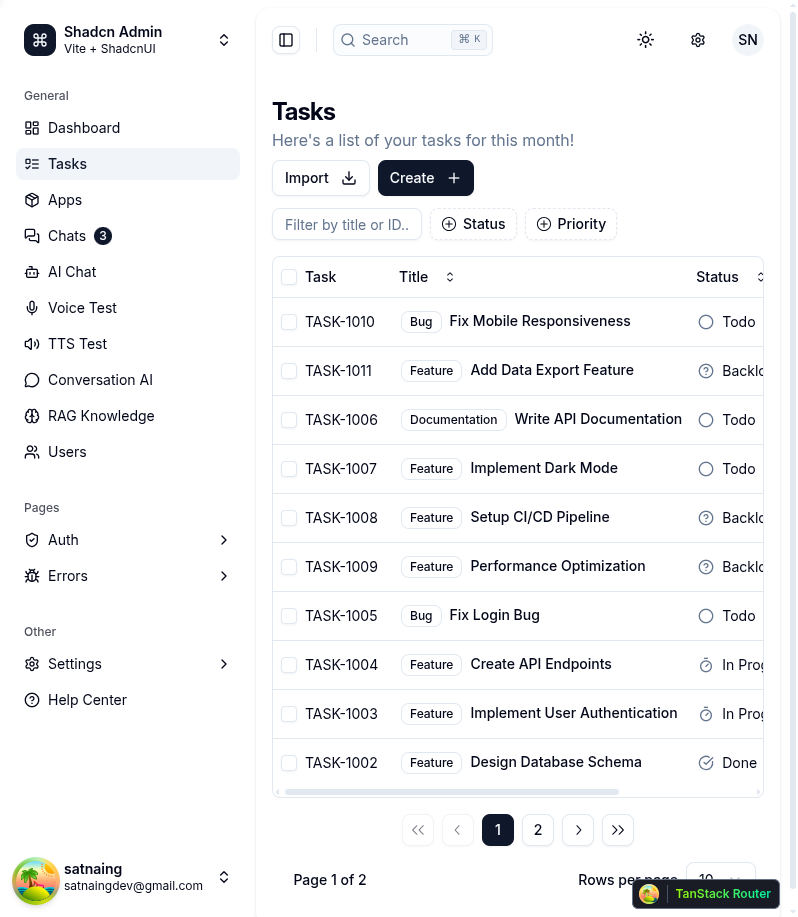 Shadcn Admin
Vite + ShadcnUI
General
Dashboard
Tasks
Apps
Chats 3
AI Chat
Voice Test
TTS Test
Conversation AI
RAG Knowledge
Users
Pages
Auth
Errors
Other
Settings
Help Center
satnaing
satnaingdev@gmail.com
Search ⌘ K
SN
Tasks
Here's a list of your tasks for this month!
Import Create
Filter by title or ID.. Status Priority
Task Title Status
TASK-1010 Bug Fix Mobile Responsiveness Todo
TASK-1011 Feature Add Data Export Feature Backlo
TASK-1006 Documentation Write API Documentation Todo
TASK-1007 Feature Implement Dark Mode Todo
TASK-1008 Feature Setup CI/CD Pipeline Backlo
TASK-1009 Feature Performance Optimization Backlo
TASK-1005 Bug Fix Login Bug Todo
TASK-1004 Feature Create API Endpoints In Prog
TASK-1003 Feature Implement User Authentication In Prog
TASK-1002 Feature Design Database Schema Done
1 2
Page 1 of 2 Rows per page 10
TanStack Router